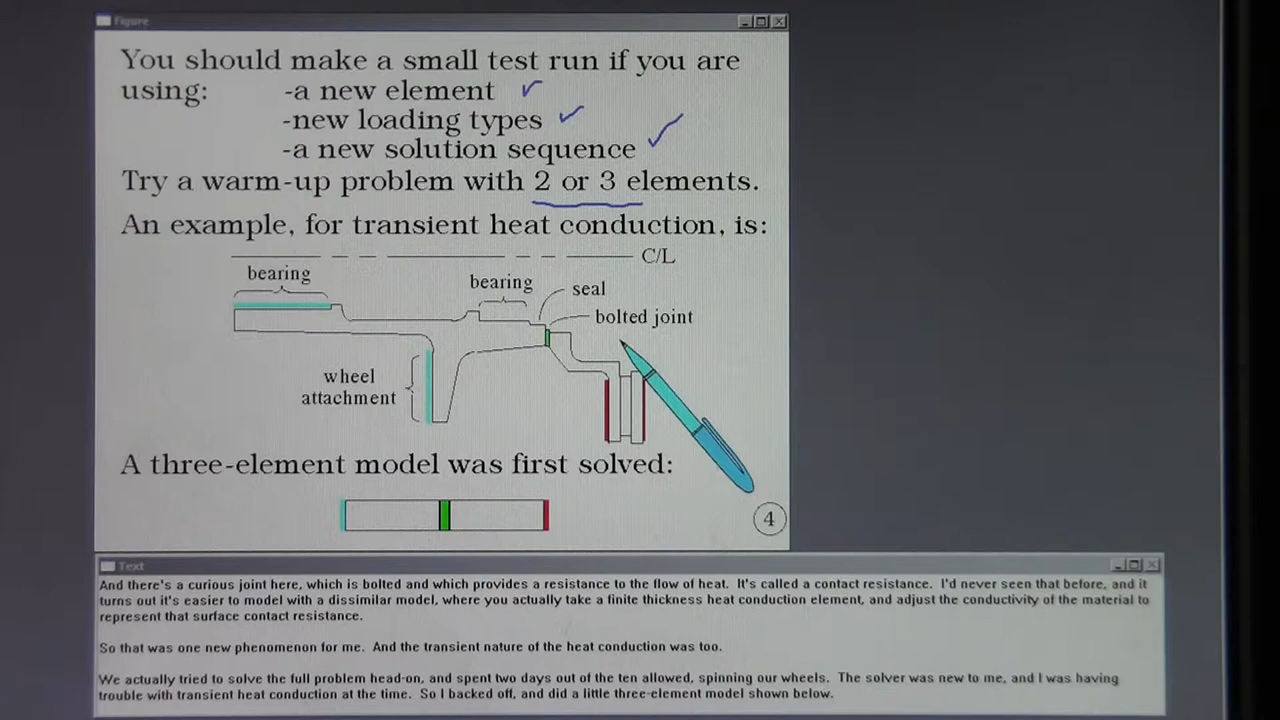 Figure
You should make a small test run if you are
using: -a new element
-new loading types
-a new solution sequence
Try a warm-up problem with 2 or 3 elements.
An example, for transient heat conduction, is:
C/L
bearing
bearing
seal
bolted joint
wheel
attachment
A three-element model was first solved:
4
Text
And there's a curious joint here, which is bolted and which provides a resistance to the flow of heat. It's called a contact resistance. I'd never seen that before, and it
turns out it's easier to model with a dissimilar model, where you actually take a finite thickness heat conduction element, and adjust the conductivity of the material to
represent that surface contact resistance.
So that was one new phenomenon for me. And the transient nature of the heat conduction was too.
We actually tried to solve the full problem head-on, and spent two days out of the ten allowed, spinning our wheels. The solver was new to me, and I was having
trouble with transient heat conduction at the time. So I backed off, and did a little three-element model shown below.